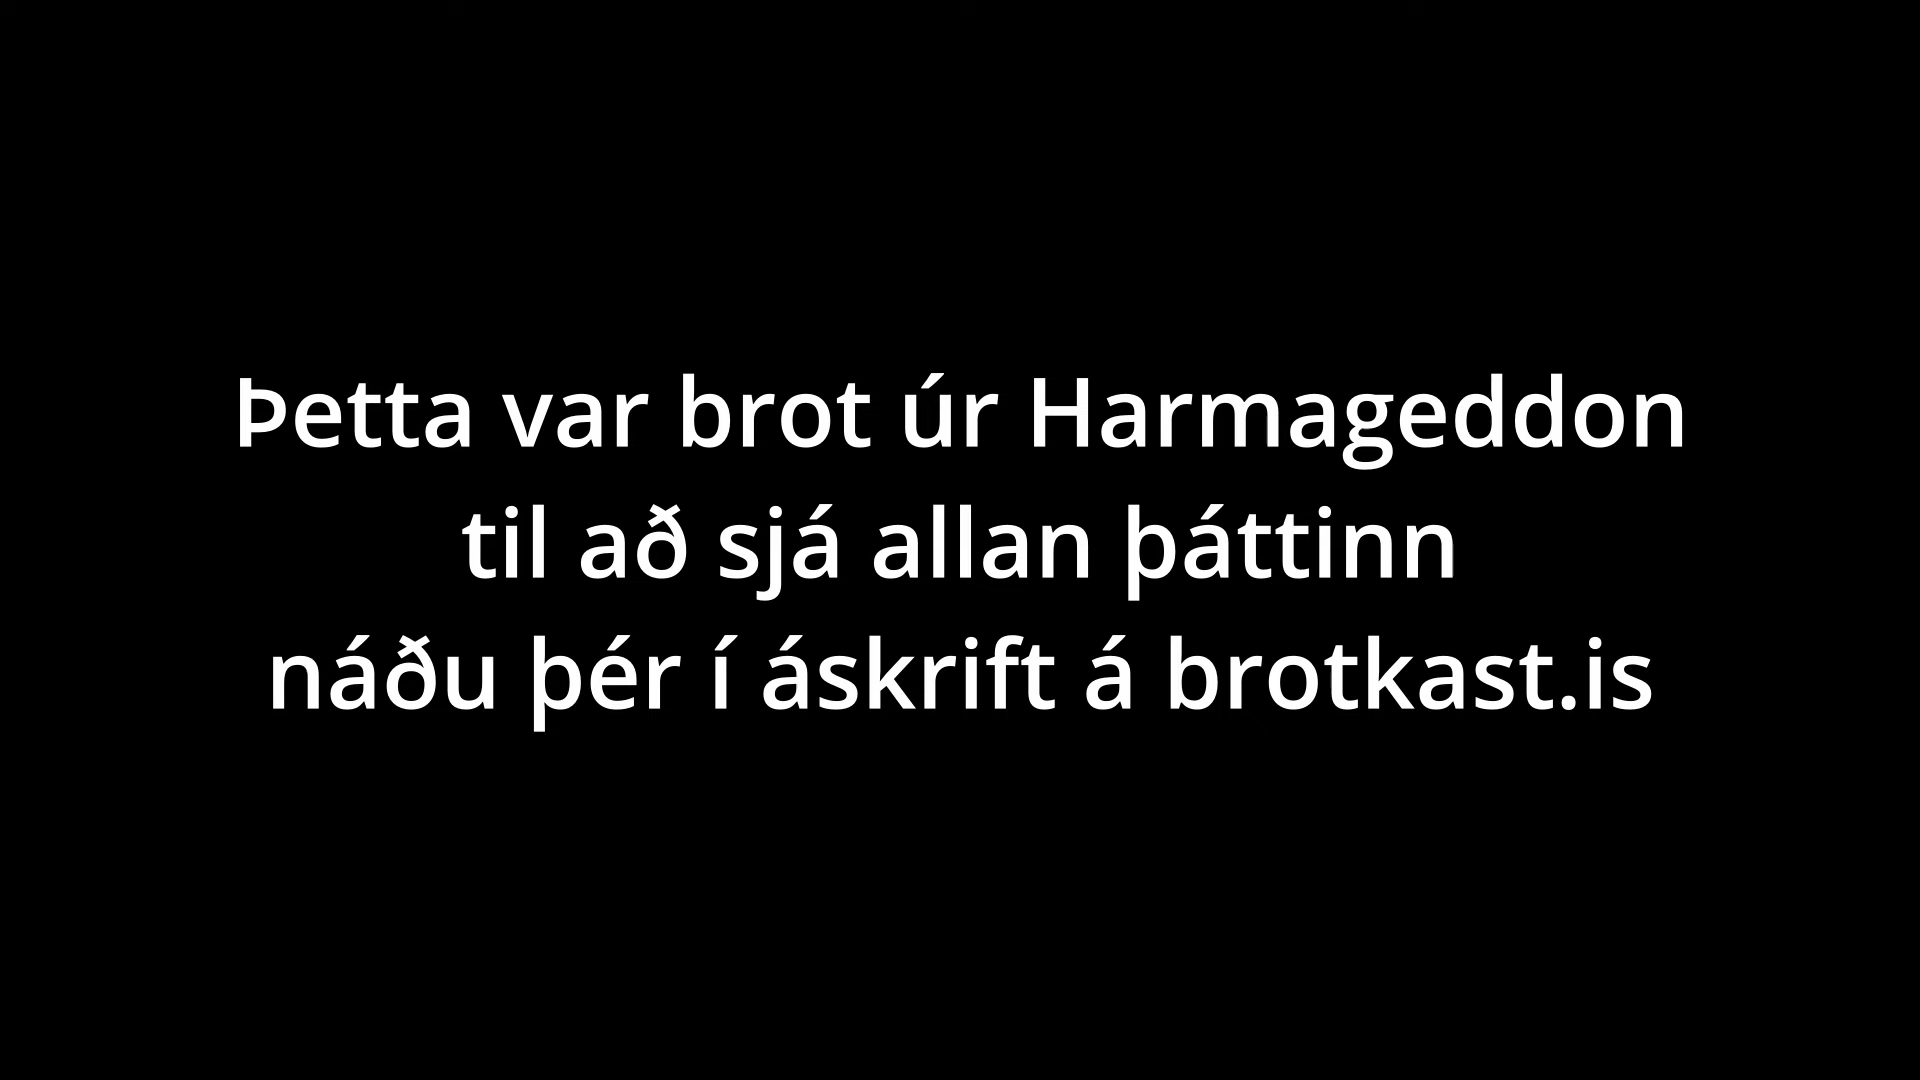 Þetta var brot úr Harmageddon
til að sjá allan þáttinn
náðu þér í áskrift á brotkast.is